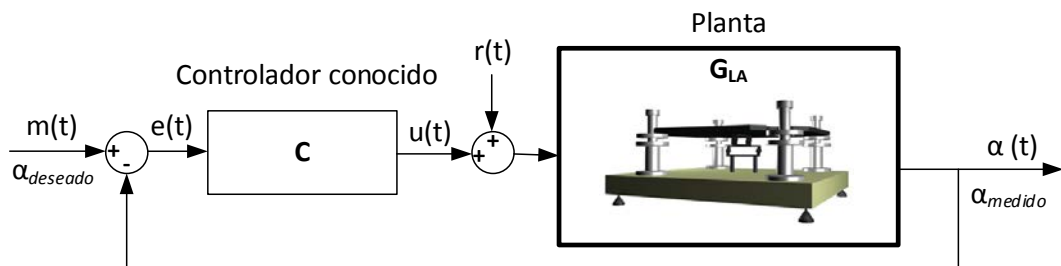 Planta
r(t)
Controlador conocido
G_LA
m(t)
e(t)
C
u(t)
α (t)
+
-
+
+
α_deseado
α_medido